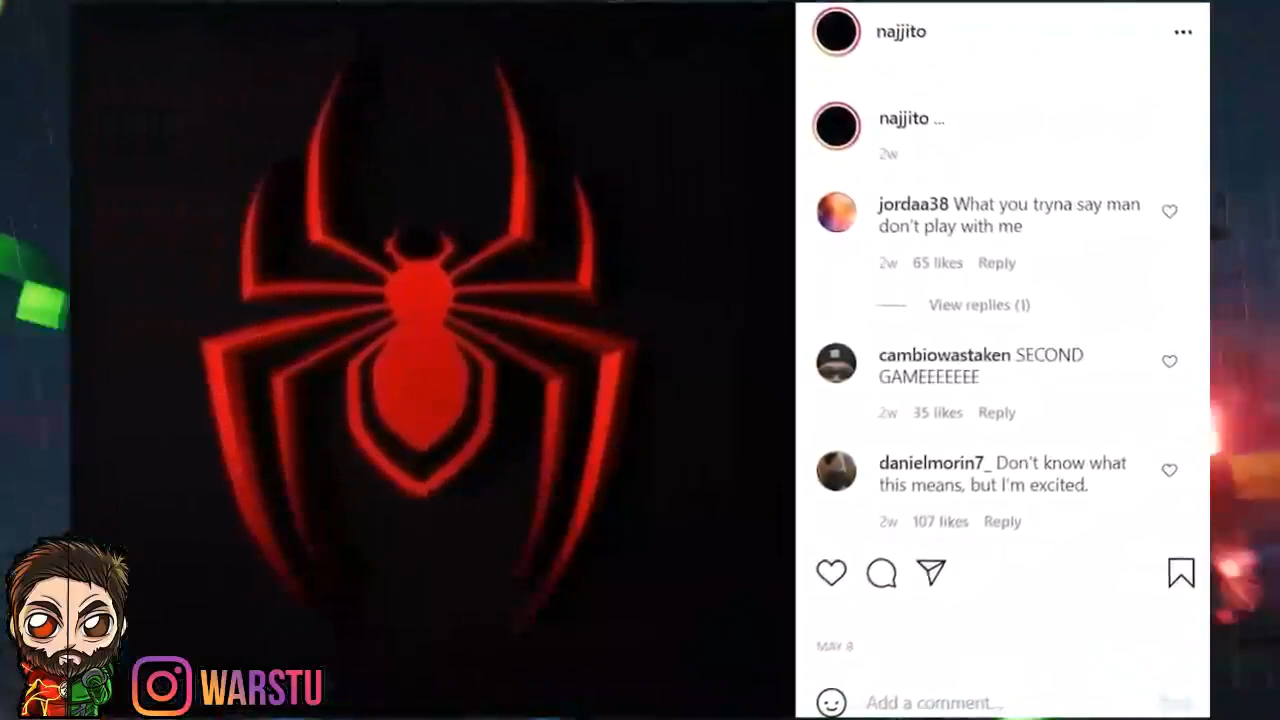 najjito
najjito ...
2w
jordaa38 What you tryna say man
don't play with me
2w 65 likes Reply
View replies (1)
cambiowastaken SECOND
GAMEEEEEEE
2w 35 likes Reply
danielmorin7_ Don't know what
this means, but I'm excited.
2w 107 likes Reply
MAY 8
Add a comment...
WARSTU